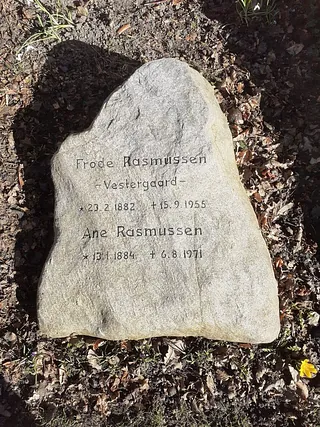 Frode Rasmussen
-Vestergaard-
* 23.2.1882 + 15.9.1955
Ane Rasmussen
* 13.1.1884. + 6.8.1971